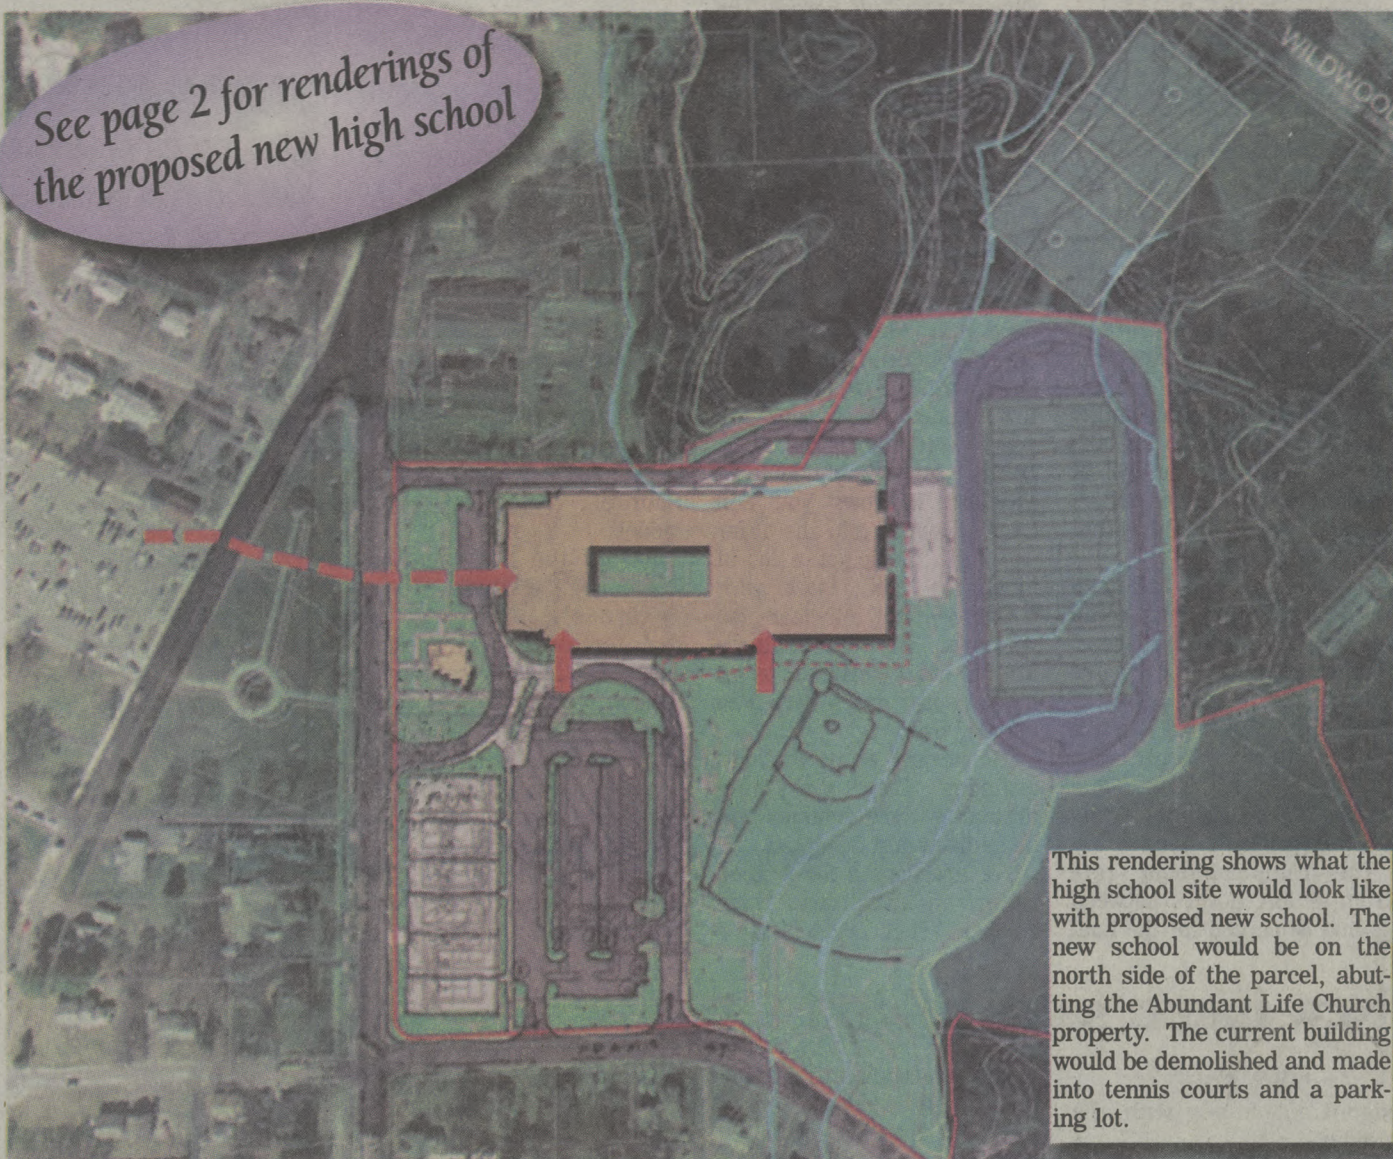 See page 2 for renderings of
the proposed new high school
WILDWOO
This rendering shows what the
high school site would look like
with proposed new school. The
new school would be on the
north side of the parcel, abut-
ting the Abundant Life Church
property. The current building
would be demolished and made
into tennis courts and a park-
ing lot.